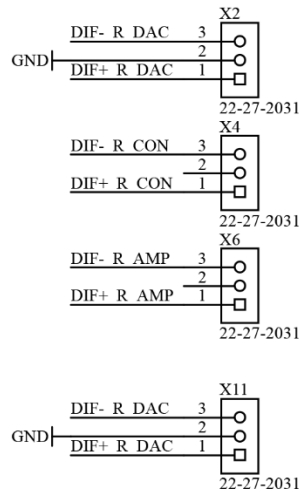 X2
DIF- R DAC 3
GND 2
DIF+ R DAC 1
22-27-2031
X4
DIF- R CON 3
2
DIF+ R CON 1
22-27-2031
X6
DIF- R AMP 3
2
DIF+ R AMP 1
22-27-2031
X11
DIF- R DAC 3
GND 2
DIF+ R DAC 1
22-27-2031